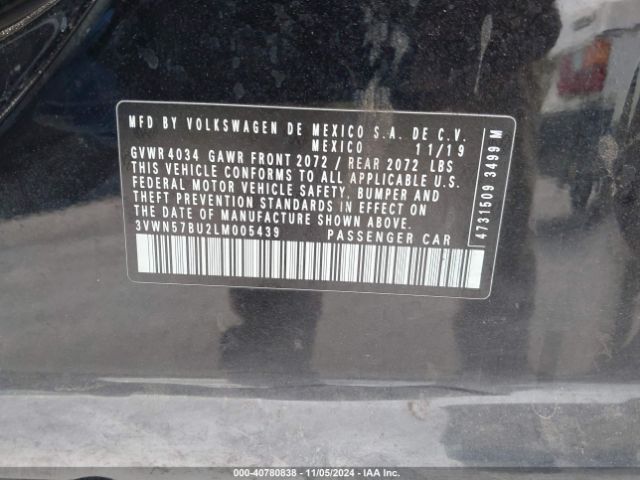 MFD BY VOLKSWAGEN DE MEXICO S.A. DE C.V.
MEXICO 11/19
GVWR 4034 GAWR FRONT 2072 / REAR 2072 LBS
THIS VEHICLE CONFORMS TO ALL APPLICABLE U.S.
FEDERAL MOTOR VEHICLE SAFETY, BUMPER AND
THEFT PREVENTION STANDARDS IN EFFECT ON
THE DATE OF MANUFACTURE SHOWN ABOVE.
3VWN57BU2LM005439 PASSENGER CAR
4731509 3499 M
000-40780838 - 11/05/2024 - IAA Inc.